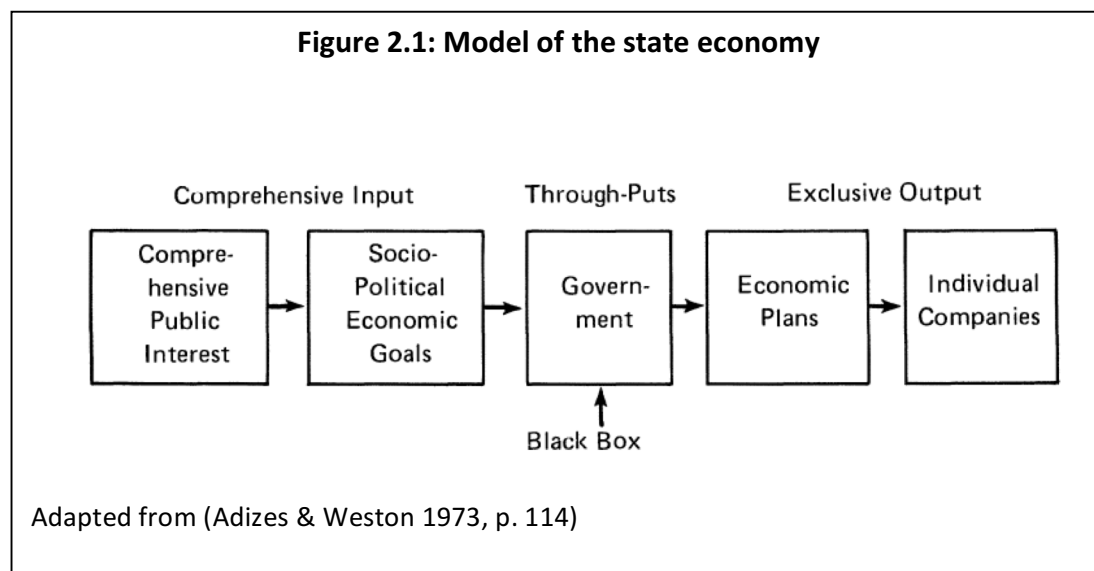 Figure 2.1: Model of the state economy
Comprehensive Input
Through-Puts
Exclusive Output
Compre-
hensive
Public
Interest
Socio-
Political
Economic
Goals
Govern-
ment
Economic
Plans
Individual
Companies
Black Box
Adapted from (Adizes & Weston 1973, p. 114)